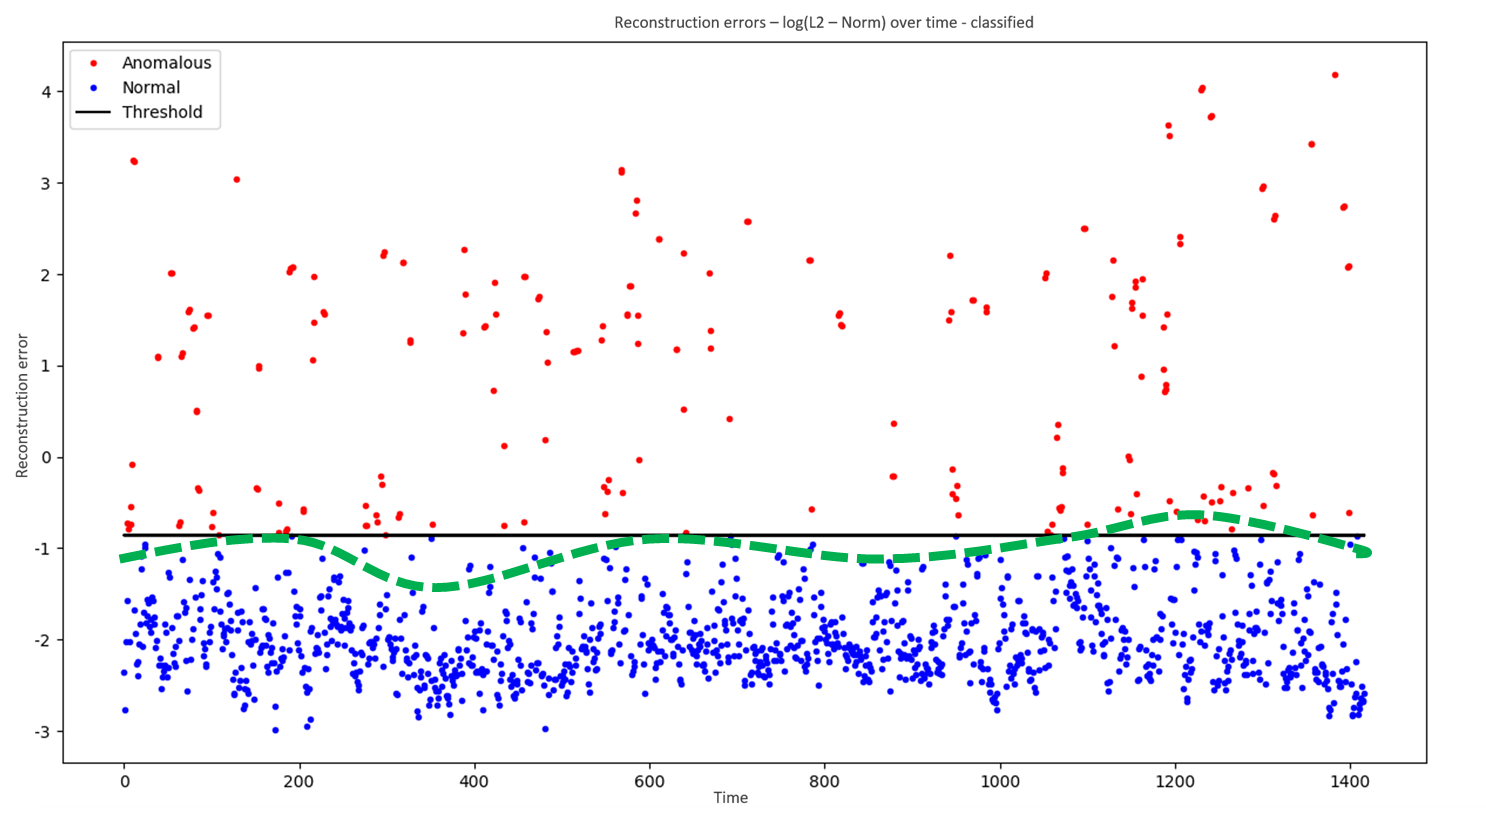 Reconstruction errors – log(L2 – Norm) over time - classified
Anomalous
Normal
Threshold
Reconstruction error
4
3
2
1
0
-1
-2
-3
0 200 400 600 800 1000 1200 1400
Time